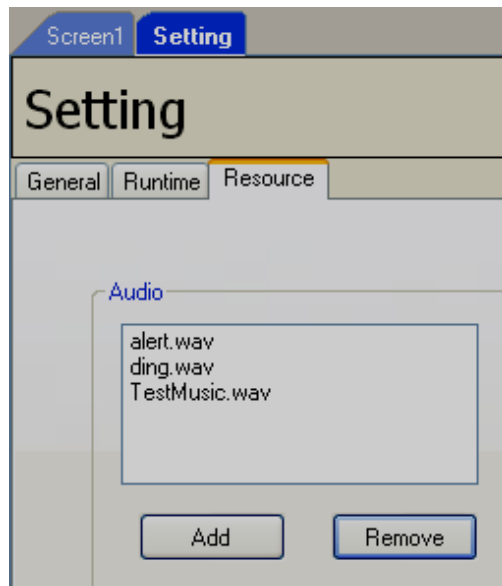 Screen1 Setting
Setting
General Runtime Resource
Audio
alert.wav
ding.wav
TestMusic.wav
Add Remove